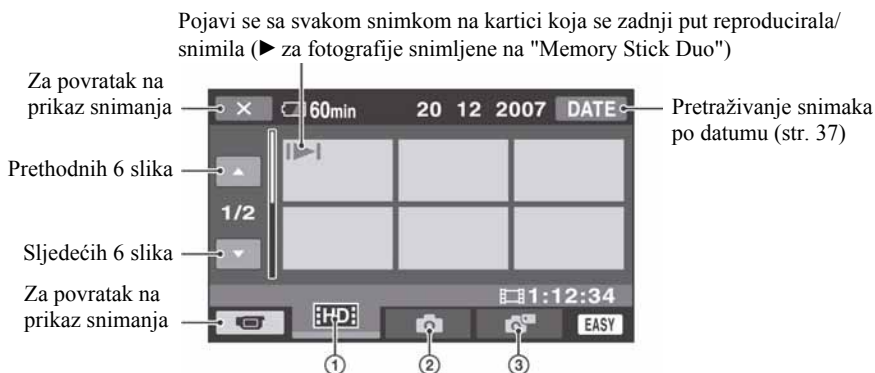 Pojavi se sa svakom snimkom na kartici koja se zadnji put reproducirala/
snimila (► za fotografije snimljene na "Memory Stick Duo")
Za povratak na
prikaz snimanja
60min
20 12 2007
DATE
Pretraživanje snimaka
po datumu (str. 37)
Prethodnih 6 slika
1/2
Sljedećih 6 slika
Za povratak na
prikaz snimanja
1:12:34
HD
EASY
① ② ③